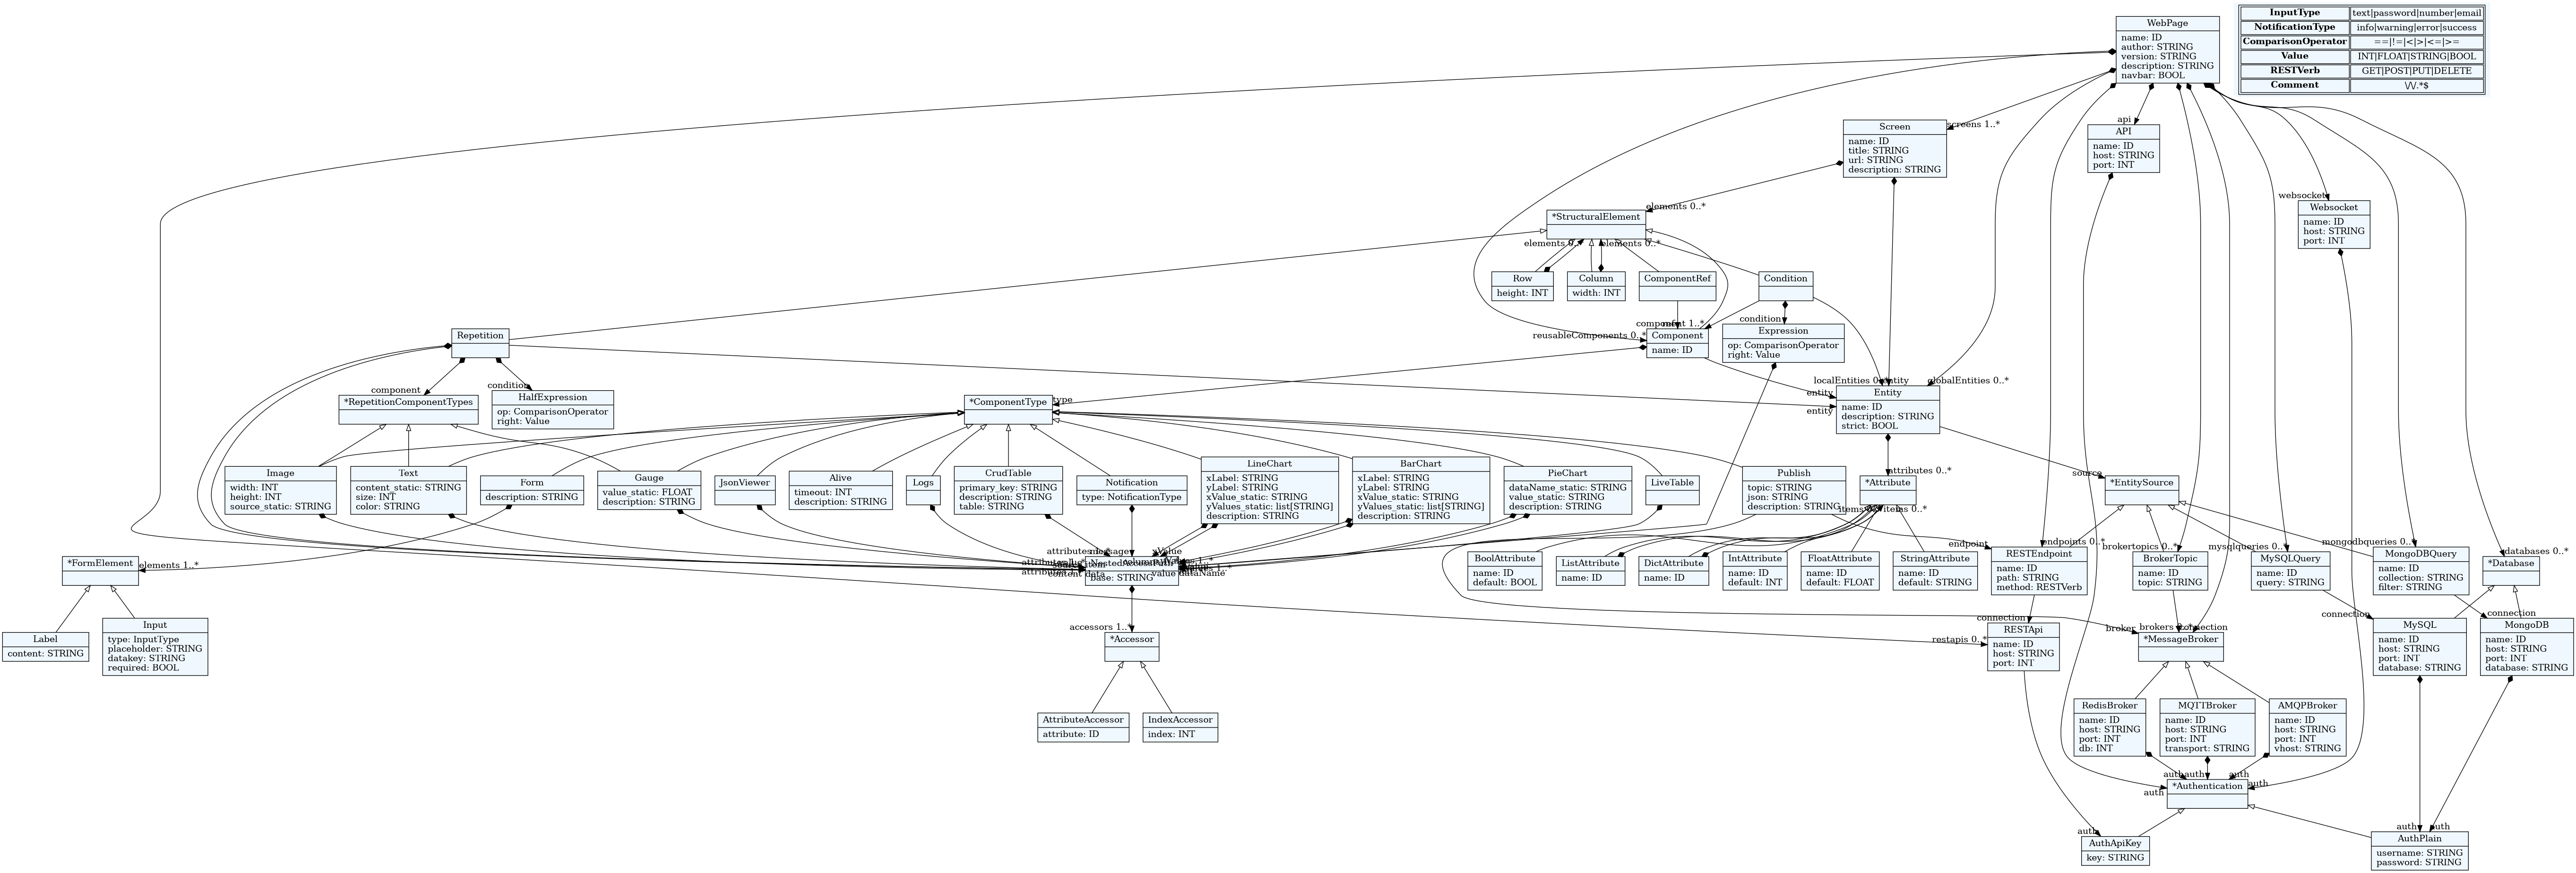 WebPage
name: ID
author: STRING
version: STRING
description: STRING
navbar: BOOL
InputType text|password|number|email
NotificationType info|warning|error|success
ComparisonOperator ==|!=|<|>|<=|>=
Value INT|FLOAT|STRING|BOOL
RESTVerb GET|POST|PUT|DELETE
Comment \/\/.*$
screens 1..*
Screen
name: ID
title: STRING
url: STRING
description: STRING
api
API
name: ID
host: STRING
port: INT
websocket
Websocket
name: ID
host: STRING
port: INT
elements 0..*
*StructuralElement
elements 0..*
Row
height: INT
Column
width: INT
ComponentRef
Condition
condition
Expression
op: ComparisonOperator
right: Value
reusableComponents 0..*
Component
name: ID
Repetition
component
condition
*RepetitionComponentTypes
HalfExpression
op: ComparisonOperator
right: Value
*ComponentType
type
localEntities 0..*
entity
globalEntities 0..*
entity
entity
Entity
name: ID
description: STRING
strict: BOOL
Image
width: INT
height: INT
source_static: STRING
Text
content_static: STRING
size: INT
color: STRING
Form
description: STRING
Gauge
value_static: FLOAT
description: STRING
JsonViewer
Alive
timeout: INT
description: STRING
Logs
CrudTable
primary_key: STRING
description: STRING
table: STRING
Notification
type: NotificationType
LineChart
xLabel: STRING
yLabel: STRING
xValue_static: STRING
yValues_static: list[STRING]
description: STRING
BarChart
xLabel: STRING
yLabel: STRING
xValue_static: STRING
yValues_static: list[STRING]
description: STRING
PieChart
dataName_static: STRING
value_static: STRING
description: STRING
LiveTable
Publish
topic: STRING
json: STRING
description: STRING
attributes 0..*
*Attribute
items 0..*
source
*EntitySource
*FormElement
elements 1..*
Label
content: STRING
Input
type: InputType
placeholder: STRING
datakey: STRING
required: BOOL
message
base: STRING
content data
value dataName
accessors 1..*
*Accessor
AttributeAccessor
attribute: ID
IndexAccessor
index: INT
BoolAttribute
name: ID
default: BOOL
ListAttribute
name: ID
DictAttribute
name: ID
IntAttribute
name: ID
default: INT
FloatAttribute
name: ID
default: FLOAT
StringAttribute
name: ID
default: STRING
endpoint
endpoints 0..*
RESTEndpoint
name: ID
path: STRING
method: RESTVerb
brokertopics 0..*
BrokerTopic
name: ID
topic: STRING
mysqlqueries 0..*
MySQLQuery
name: ID
query: STRING
mongodbqueries 0..*
MongoDBQuery
name: ID
collection: STRING
filter: STRING
databases 0..*
*Database
connection
restapis 0..*
RESTApi
name: ID
host: STRING
port: INT
broker
brokers 0..*
connection
*MessageBroker
connection
MySQL
name: ID
host: STRING
port: INT
database: STRING
connection
MongoDB
name: ID
host: STRING
port: INT
database: STRING
RedisBroker
name: ID
host: STRING
port: INT
db: INT
MQTTBroker
name: ID
host: STRING
port: INT
transport: STRING
AMQPBroker
name: ID
host: STRING
port: INT
vhost: STRING
auth
auth
auth
auth
auth
*Authentication
auth
AuthApiKey
key: STRING
auth
auth
AuthPlain
username: STRING
password: STRING